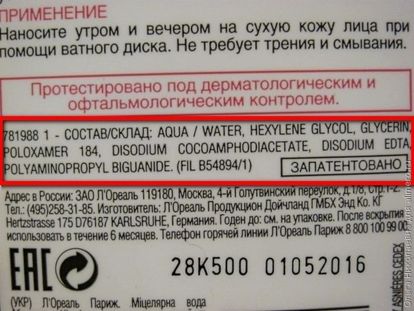 ПРИМЕНЕНИЕ
Наносите утром и вечером на сухую кожу лица при
помощи ватного диска. Не требует трения и смывания.
Протестировано под дерматологическим и
офтальмологическим контролем.
781988 1 - СОСТАВ/СКЛАД: AQUA / WATER, HEXYLENE GLYCOL, GLYCERIN,
POLOXAMER 184, DISODIUM COCOAMPHODIACETATE, DISODIUM EDTA,
POLYAMINOPROPYL BIGUANIDE. (FIL B54894/1)
ЗАПАТЕНТОВАНО
Адрес в России: ЗАО Л'Ореаль 119180, Москва, 4-й Голутвинский переулок, д.1/8, Стр.1-2.
Тел.:(495)258-31-85. Изготовитель: Л'Ореаль Продукцион Дойчланд ГМБХ Энд Ко. КГ
Hertzstrasse 175 D76187 KARLSRUHE, Германия. Годен до: см. на упаковке. После вскрытия
использовать в течение 6 месяцев. Телефон горячей линии Л'Ореаль Париж 8 800 100 99 00.
EAC
28K500 01052016
(УКР) Л'Ореаль Париж. Міцелярна вода
ASNIÈRES CEDEX